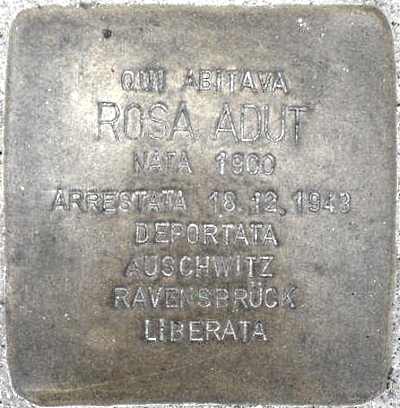 QUI ABITAVA
ROSA ADUT
NATA 1900
ARRESTATA 18.12.1943
DEPORTATA
AUSCHWITZ
RAVENSBRÜCK
LIBERATA